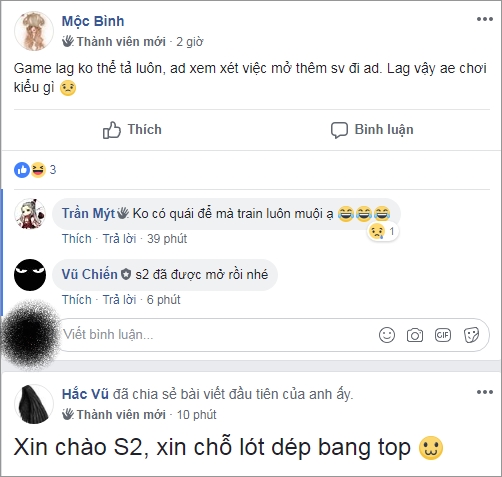 Mộc Bình
Thành viên mới · 2 giờ
Game lag ko thể tả luôn, ad xem xét việc mở thêm sv đi ad. Lag vậy ae chơi
kiểu gì 😟
Thích
Bình luận
3
Trần Mýt Ko có quái để mà train luôn muội ạ 😂😂😂
1
Thích · Trả lời · 39 phút
Vũ Chiến s2 đã được mở rồi nhé
Thích · Trả lời · 6 phút
Viết bình luận...
GIF
Hắc Vũ đã chia sẻ bài viết đầu tiên của anh ấy.
Thành viên mới · 10 phút
Xin chào S2, xin chỗ lót dép bang top